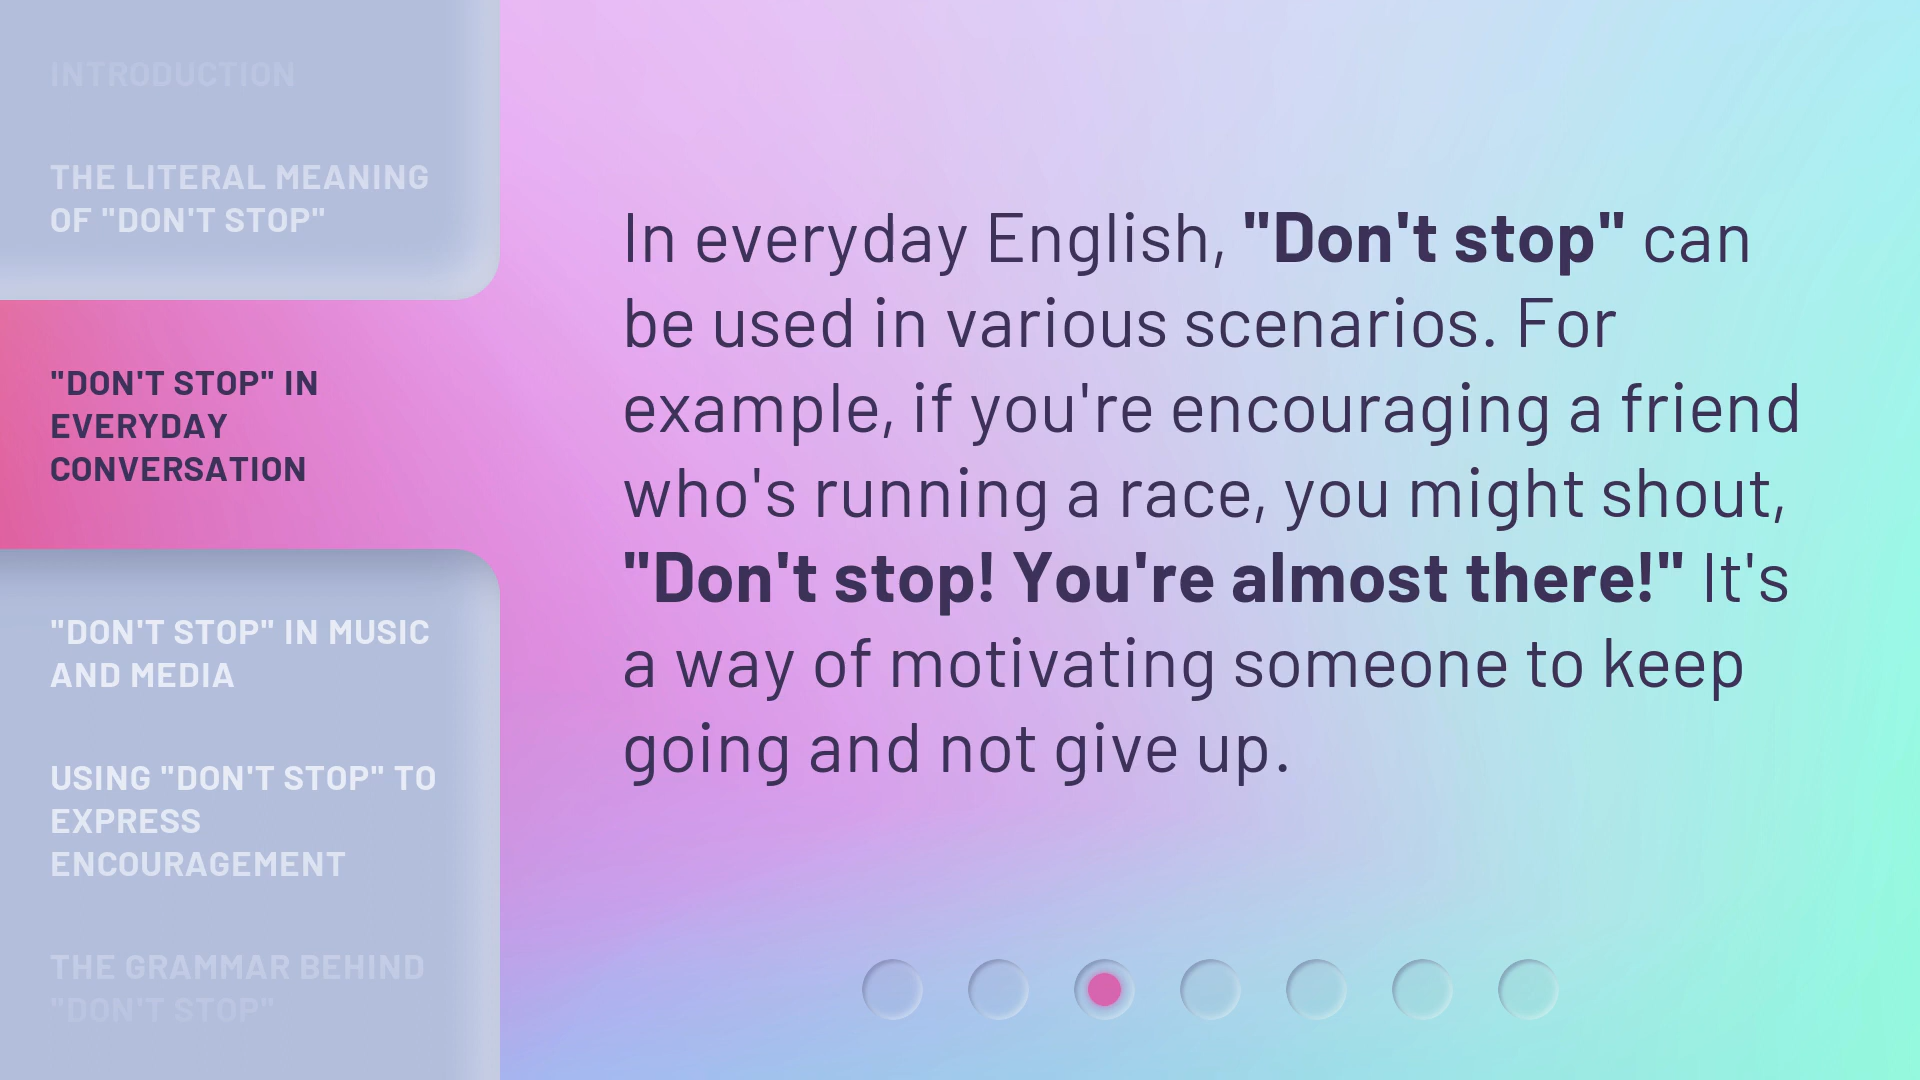 INTRODUCTION
THE LITERAL MEANING
OF "DON'T STOP"
"DON'T STOP" IN
EVERYDAY
CONVERSATION
"DON'T STOP" IN MUSIC
AND MEDIA
USING "DON'T STOP" TO
EXPRESS
ENCOURAGEMENT
THE GRAMMAR BEHIND
"DON'T STOP"
In everyday English, "Don't stop" can
be used in various scenarios. For
example, if you're encouraging a friend
who's running a race, you might shout,
"Don't stop! You're almost there!" It's
a way of motivating someone to keep
going and not give up.